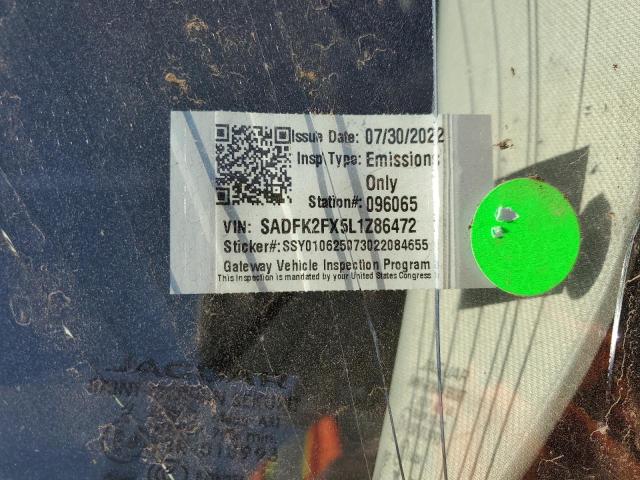 Issue Date: 07/30/2022
Insp Type: Emissions
Only
Station#: 096065
VIN: SADFK2FX5L1Z86472
Sticker#:SSY010625073022084655
Gateway Vehicle Inspection Program
This Inspection is mandated by your United States Congress
JAGUAR